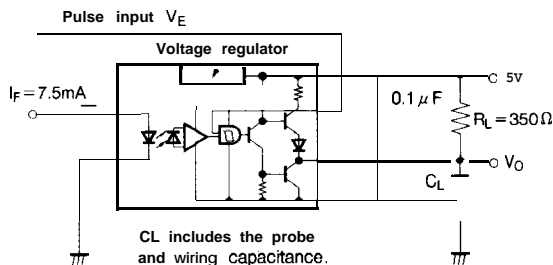 Pulse input V_E
Voltage regulator
I_F = 7.5mA
5V
0.1 μF
R_L = 350Ω
V_O
C_L
CL includes the probe
and wiring capacitance.